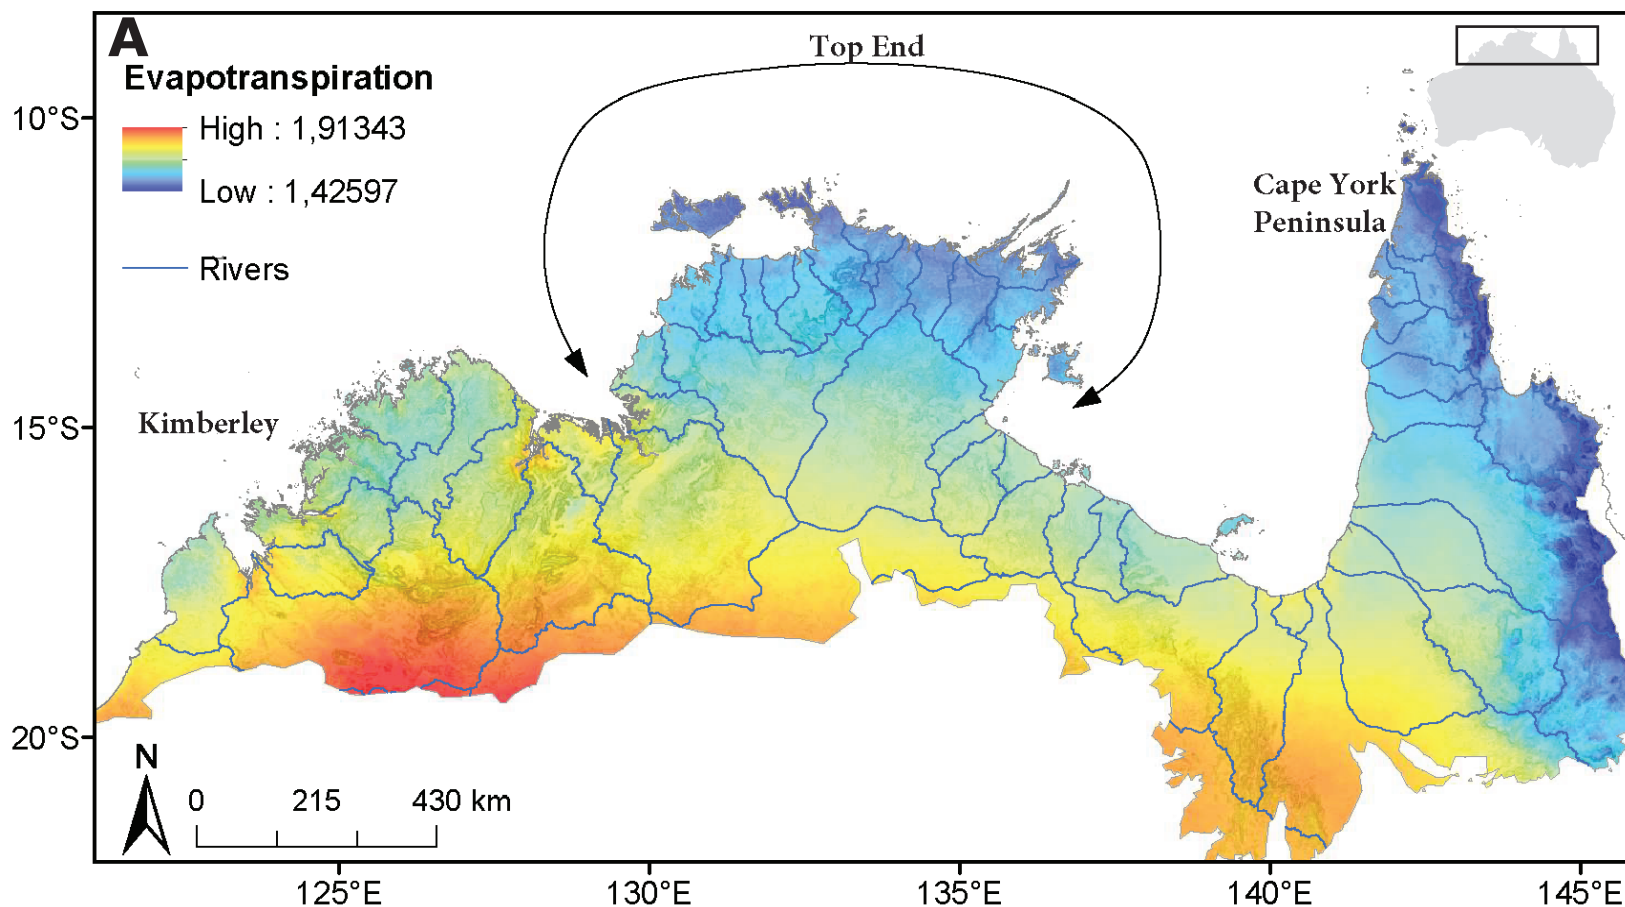 A
Top End
Evapotranspiration
High : 1,91343
Low : 1,42597
Rivers
Cape York
Peninsula
Kimberley
10°S
15°S
20°S
N
0 215 430 km
125°E 130°E 135°E 140°E 145°E